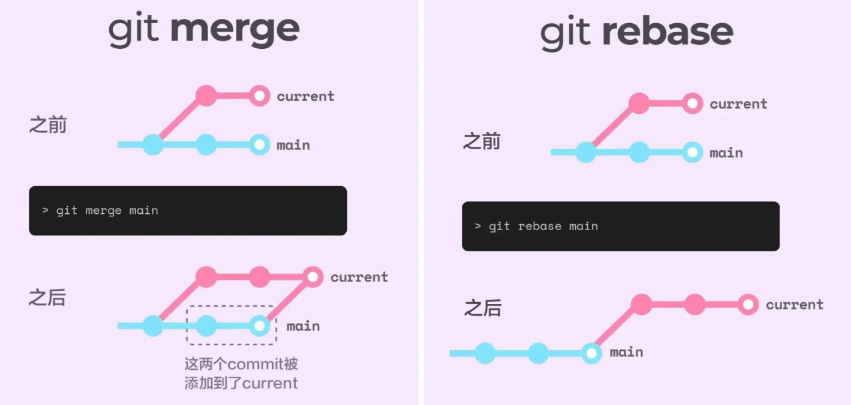 git merge
之前
current
main
> git merge main
之后
current
main
这两个commit被
添加到了current
git rebase
之前
current
main
> git rebase main
之后
current
main